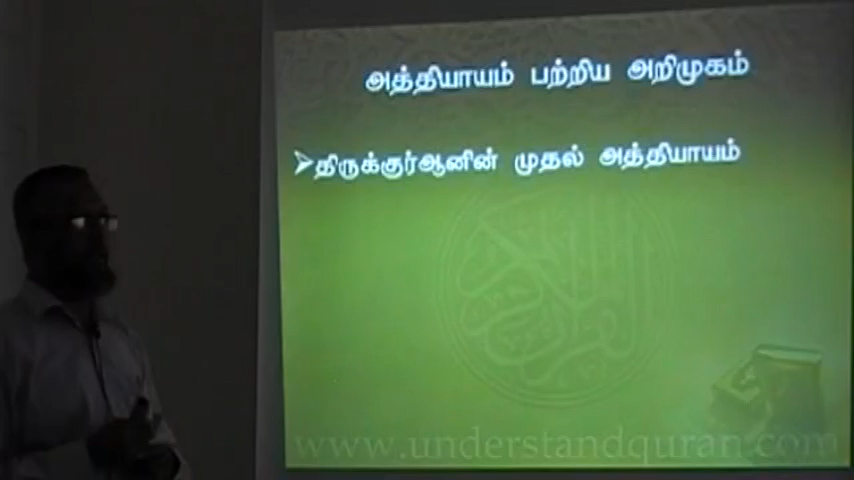 அத்தியாயம் பற்றிய அறிமுகம்
➢திருக்குர்ஆனின் முதல் அத்தியாயம்
www.understandquran.com